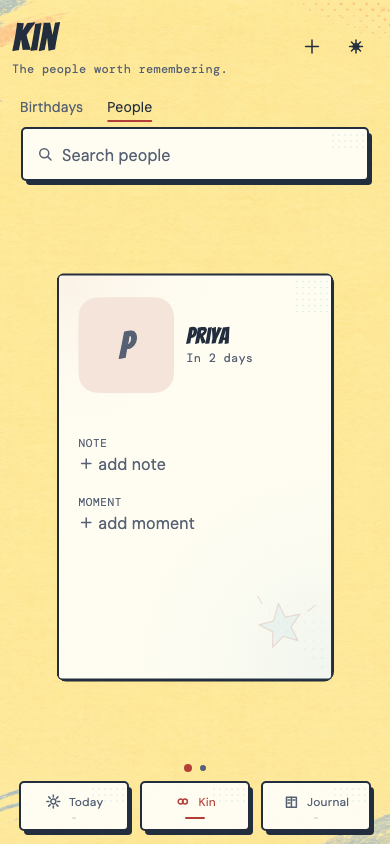 KIN
The people worth remembering.
Birthdays People
Search people
P
PRIYA
In 2 days
NOTE
+ add note
MOMENT
+ add moment
Today Kin Journal